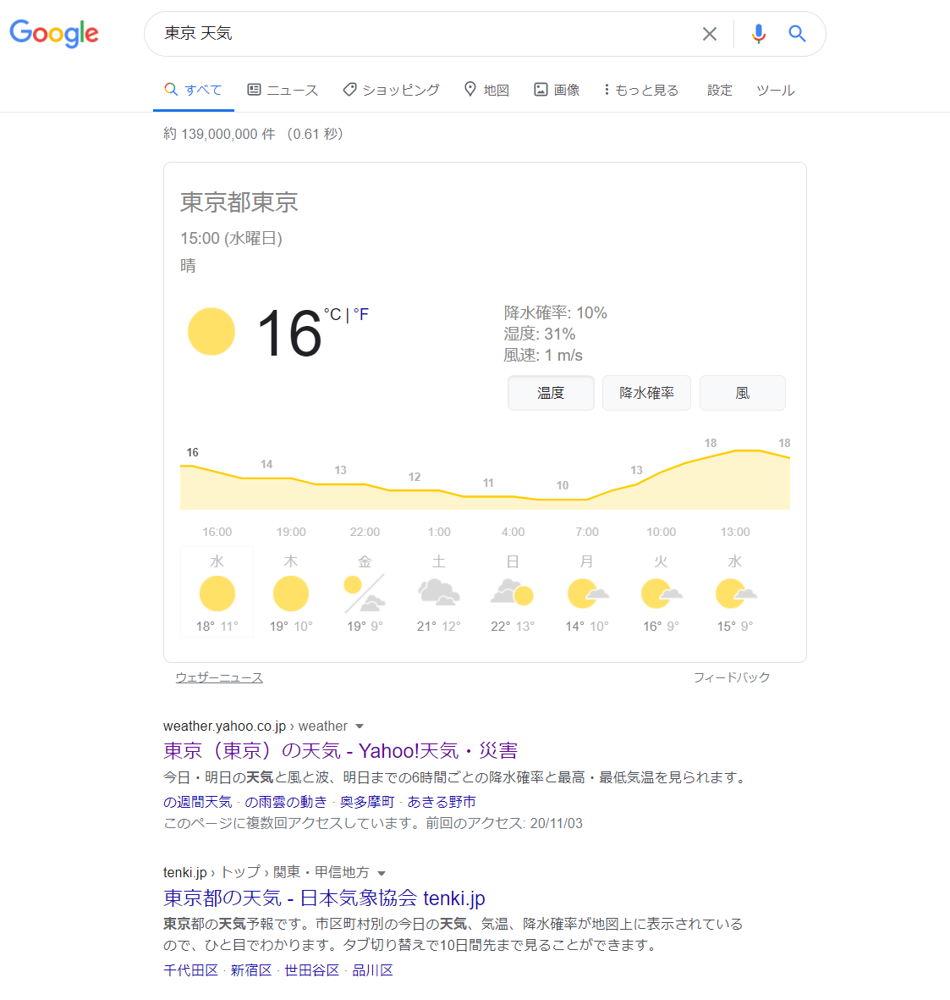 Google
東京 天気
すべて ニュース ショッピング 地図 画像 もっと見る 設定 ツール
約 139,000,000 件 （0.61 秒）
東京都東京
15:00 (水曜日)
晴
16 °C | °F
降水確率: 10%
湿度: 31%
風速: 1 m/s
温度 降水確率 風
16 14 13 12 11 10 13 18 18
16:00 19:00 22:00 1:00 4:00 7:00 10:00 13:00
水 木 金 土 日 月 火 水
18° 11° 19° 10° 19° 9° 21° 12° 22° 13° 14° 10° 16° 9° 15° 9°
ウェザーニュース フィードバック
weather.yahoo.co.jp › weather
東京（東京）の天気 - Yahoo!天気・災害
今日・明日の天気と風と波、明日までの6時間ごとの降水確率と最高・最低気温を見られます。
の週間天気 · の雨雲の動き · 奥多摩町 · あきる野市
このページに複数回アクセスしています。前回のアクセス: 20/11/03
tenki.jp › トップ › 関東・甲信地方
東京都の天気 - 日本気象協会 tenki.jp
東京都の天気予報です。市区町村別の今日の天気、気温、降水確率が地図上に表示されている
ので、ひと目でわかります。タブ切り替えで10日間先まで見ることができます。
千代田区 · 新宿区 · 世田谷区 · 品川区